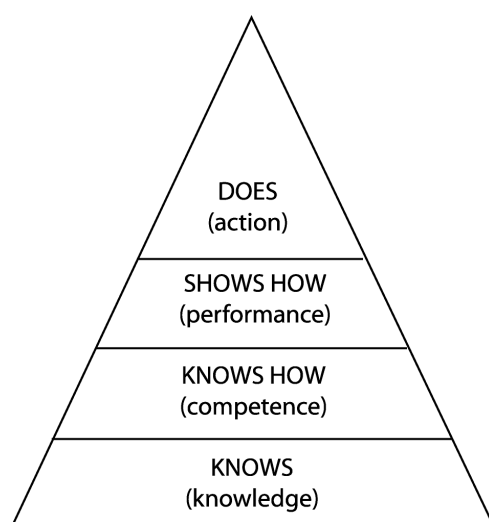 DOES
(action)
SHOWS HOW
(performance)
KNOWS HOW
(competence)
KNOWS
(knowledge)